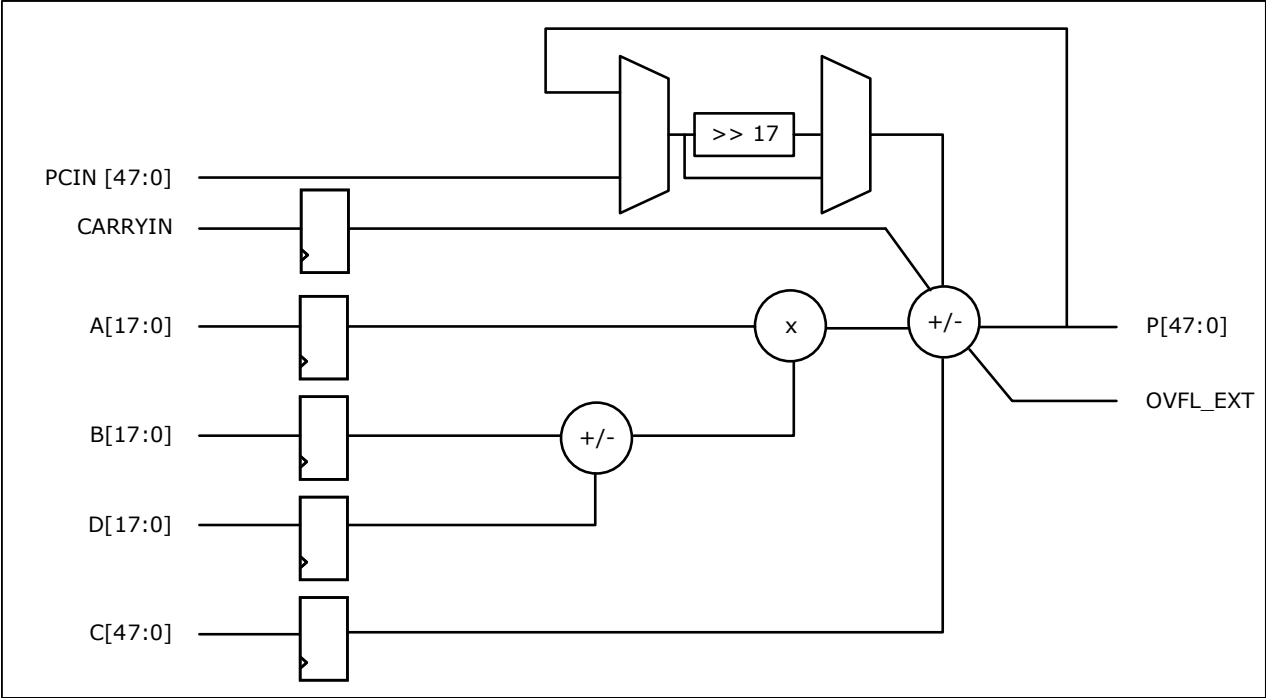 >> 17
PCIN [47:0]
CARRYIN
A[17:0]
x
+/-
P[47:0]
OVFL_EXT
B[17:0]
+/-
D[17:0]
C[47:0]